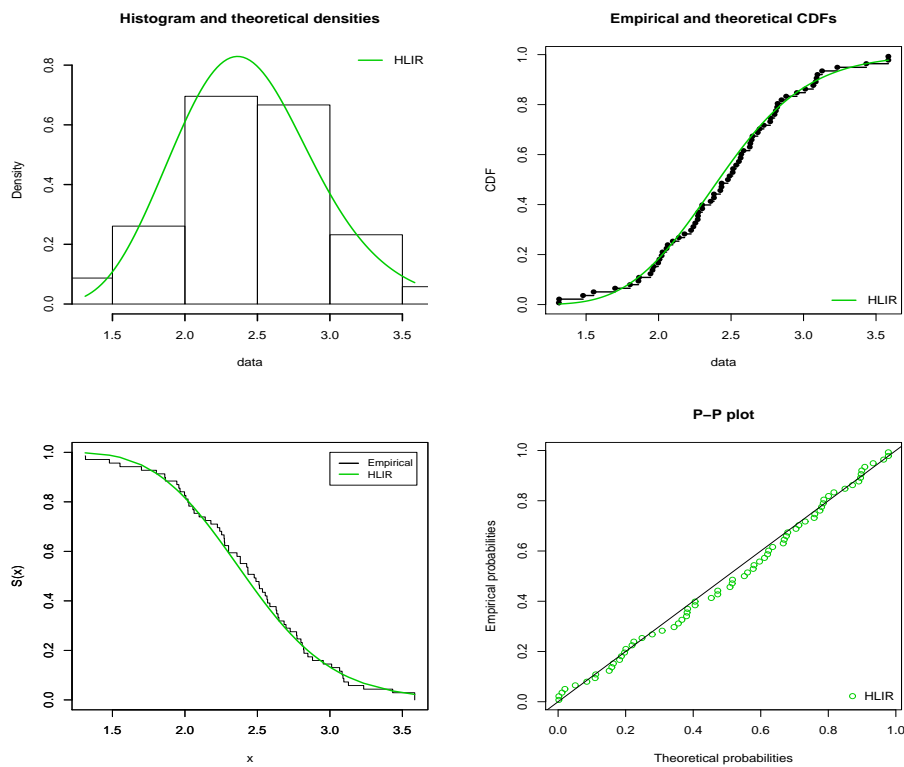 Histogram and theoretical densities
Density
0.0 0.2 0.4 0.6 0.8
HLIR
1.5 2.0 2.5 3.0 3.5
data
Empirical and theoretical CDFs
CDF
0.0 0.2 0.4 0.6 0.8 1.0
HLIR
1.5 2.0 2.5 3.0 3.5
data
S(x)
0.0 0.2 0.4 0.6 0.8 1.0
Empirical
HLIR
1.5 2.0 2.5 3.0 3.5
x
P−P plot
Empirical probabilities
0.0 0.2 0.4 0.6 0.8 1.0
HLIR
0.0 0.2 0.4 0.6 0.8 1.0
Theoretical probabilities